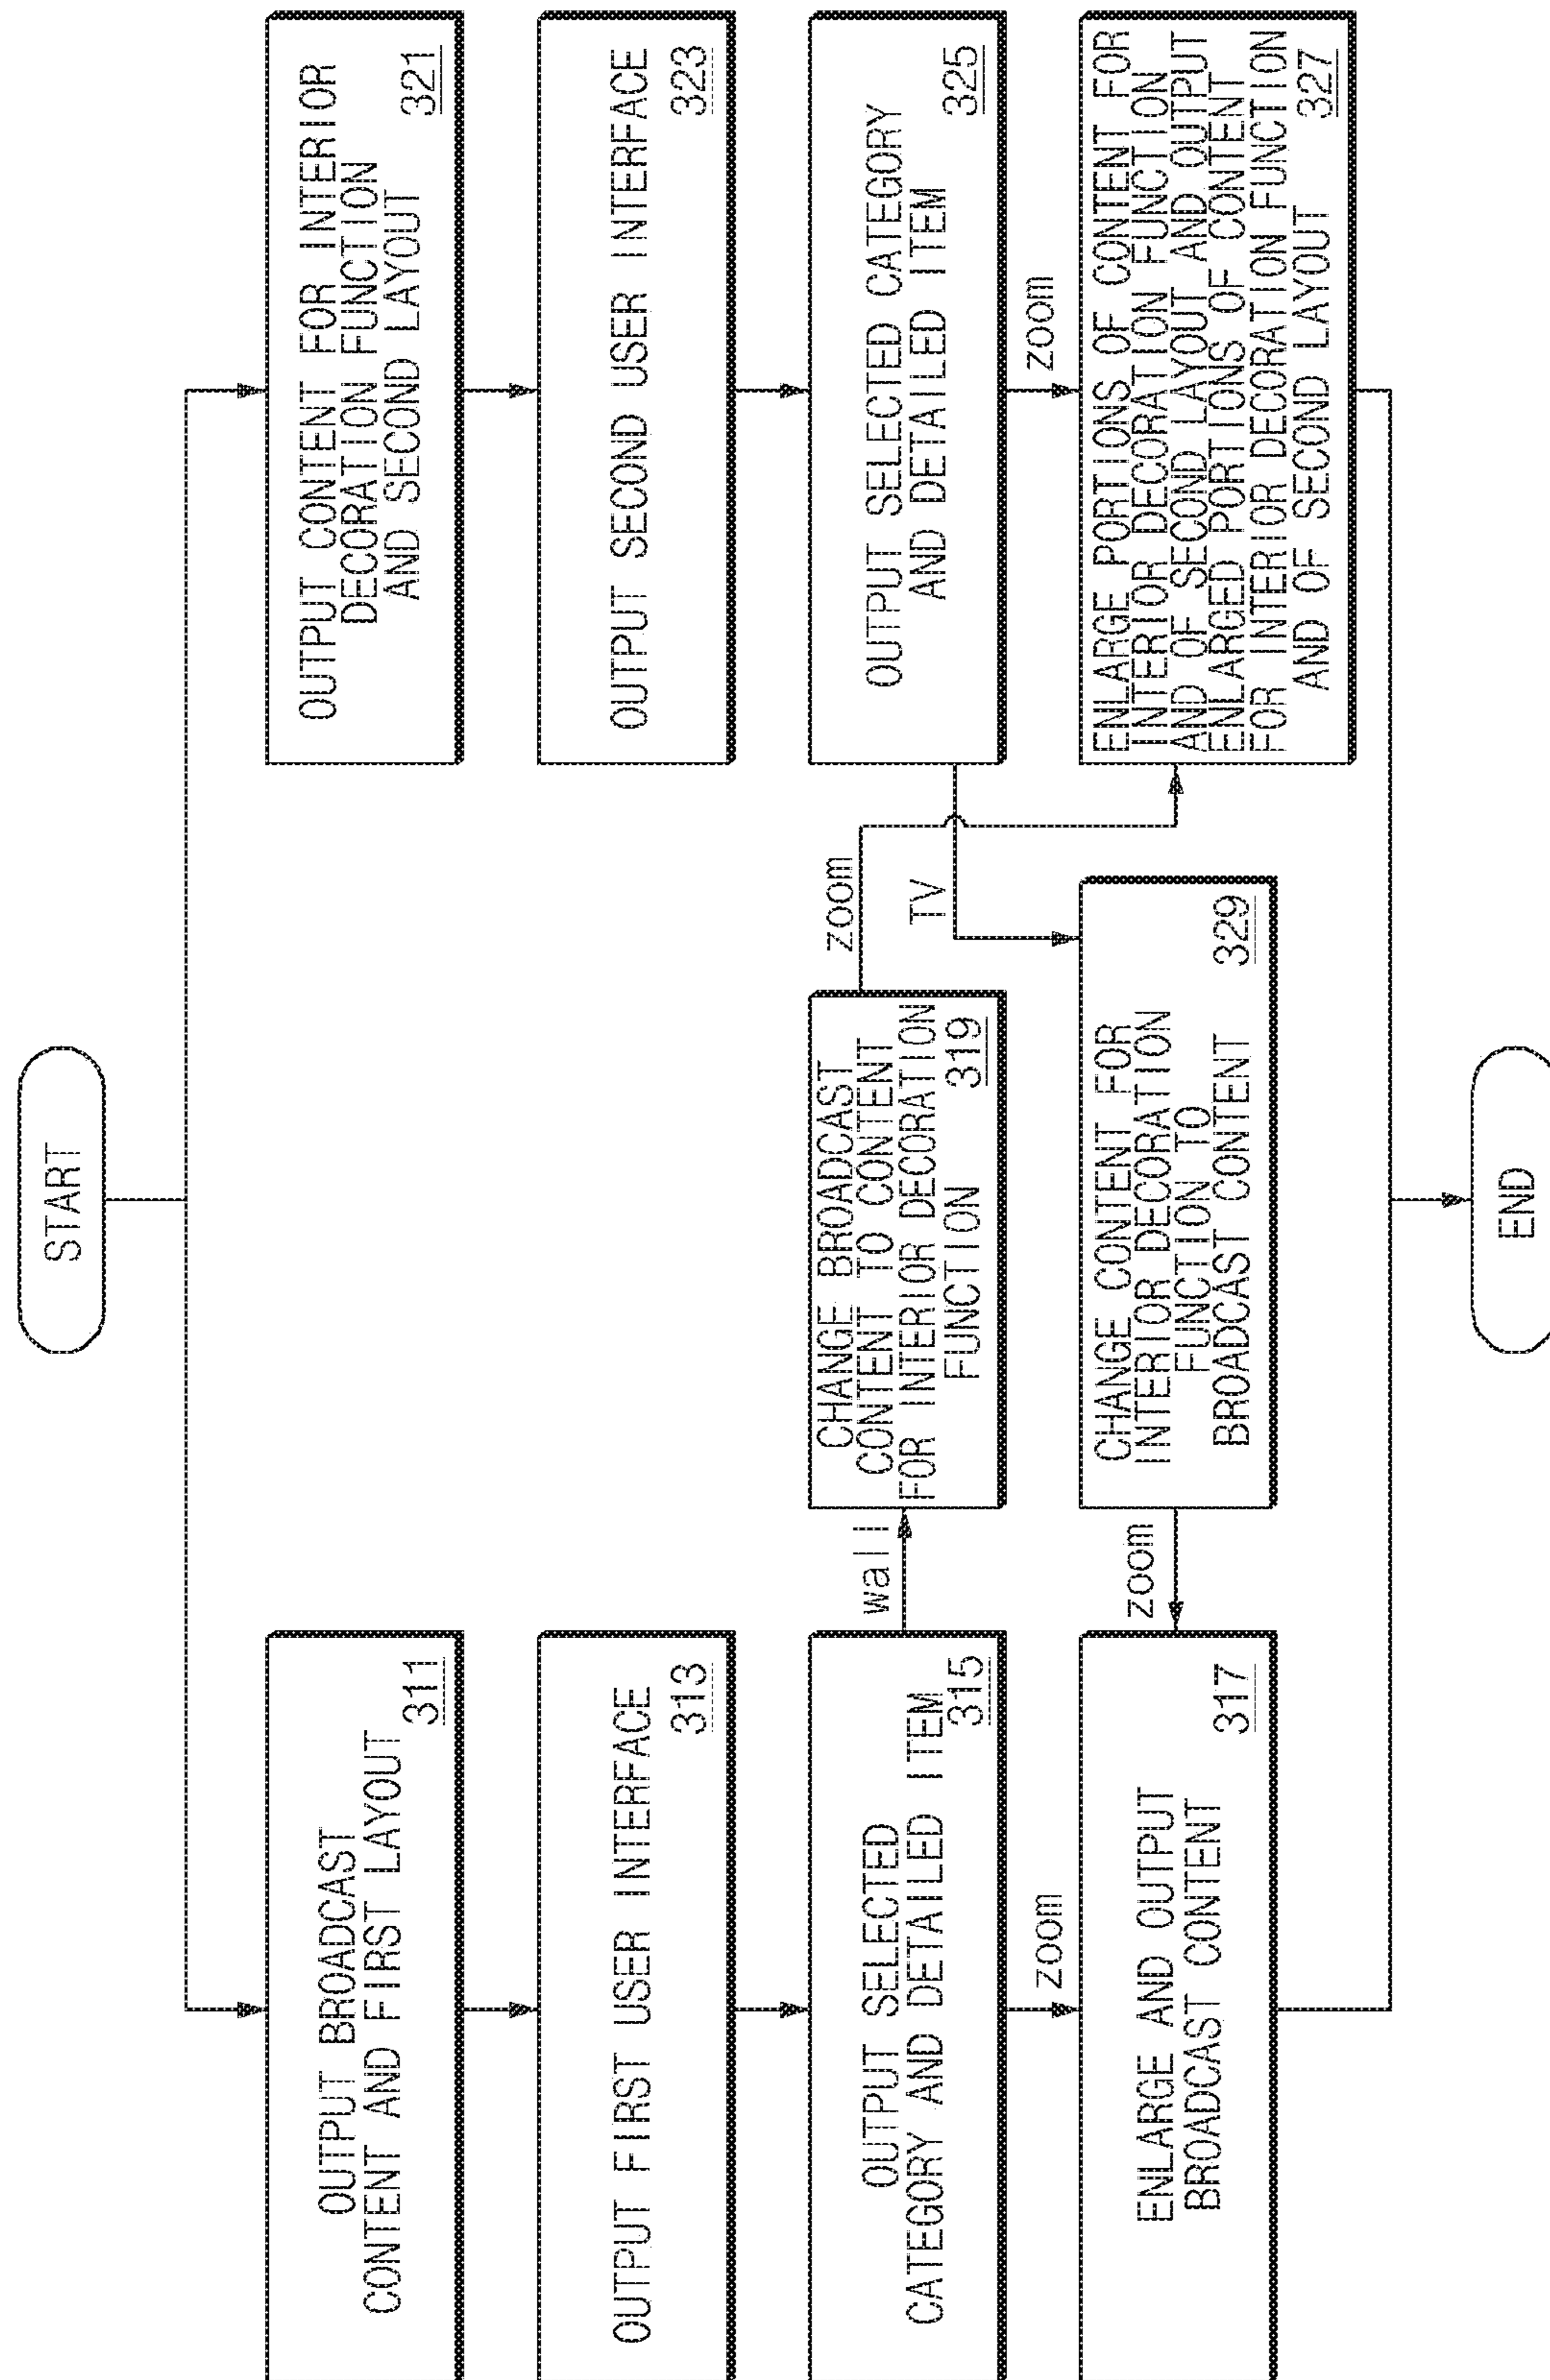 START
OUTPUT BROADCAST
CONTENT AND FIRST LAYOUT
311
OUTPUT FIRST USER INTERFACE
313
OUTPUT SELECTED
CATEGORY AND DETAILED ITEM
315
wall
zoom
ENLARGE AND OUTPUT
BROADCAST CONTENT
317
CHANGE BROADCAST
CONTENT TO CONTENT
FOR INTERIOR DECORATION
FUNCTION
319
zoom
TV
CHANGE CONTENT FOR
INTERIOR DECORATION
FUNCTION TO
BROADCAST CONTENT
329
zoom
OUTPUT CONTENT FOR INTERIOR
DECORATION FUNCTION
AND SECOND LAYOUT
321
OUTPUT SECOND USER INTERFACE
323
OUTPUT SELECTED CATEGORY
AND DETAILED ITEM
325
zoom
ENLARGE PORTIONS OF CONTENT FOR
INTERIOR DECORATION FUNCTION
AND OF SECOND LAYOUT AND OUTPUT
ENLARGED PORTIONS OF CONTENT
FOR INTERIOR DECORATION FUNCTION
AND OF SECOND LAYOUT
327
END